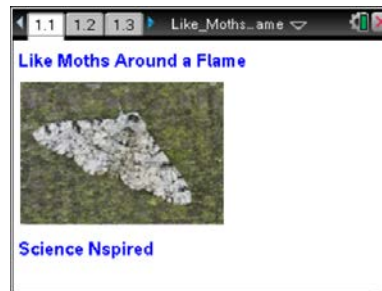 1.1 1.2 1.3 Like_Moths…ame
Like Moths Around a Flame
Science Nspired